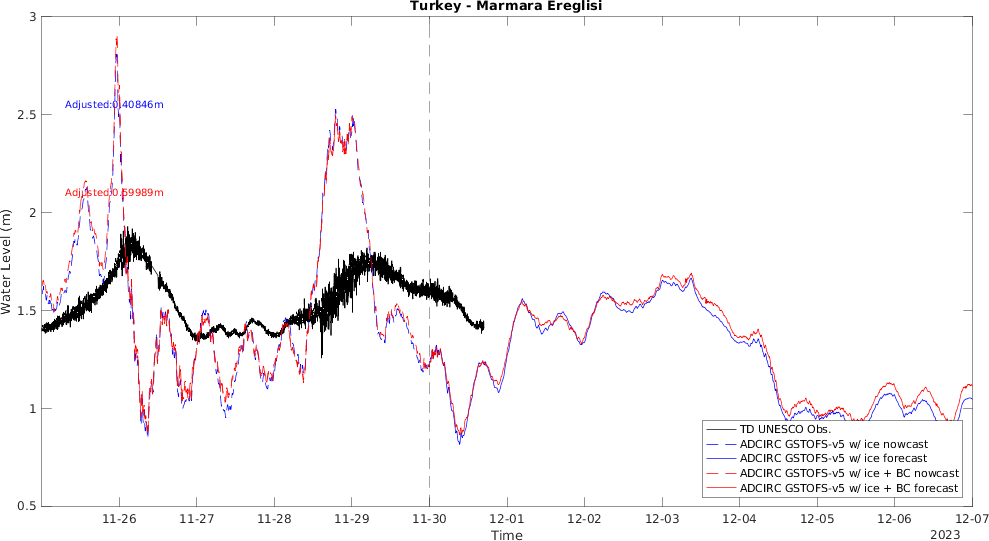 Turkey - Marmara Ereglisi
3
2.5
2
1.5
1
0.5
Water Level (m)
Adjusted:0.40846m
Adjusted:0.59989m
TD UNESCO Obs.
ADCIRC GSTOFS-v5 w/ ice nowcast
ADCIRC GSTOFS-v5 w/ ice forecast
ADCIRC GSTOFS-v5 w/ ice + BC nowcast
ADCIRC GSTOFS-v5 w/ ice + BC forecast
11-26 11-27 11-28 11-29 11-30 12-01 12-02 12-03 12-04 12-05 12-06 12-07
Time
2023